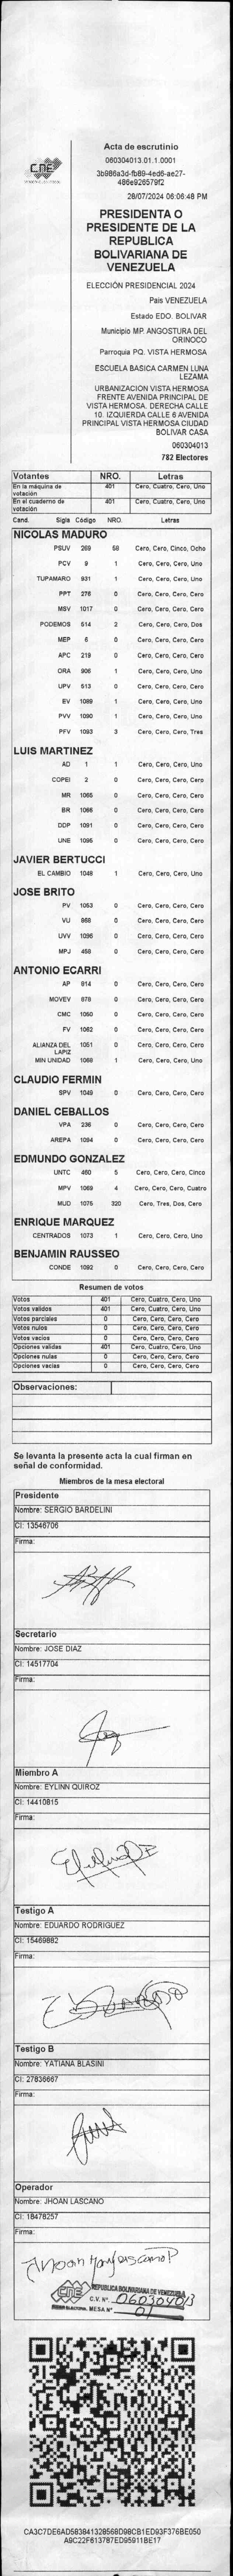 CNE
Acta de escrutinio
060304013.01.1.0001
3b986a3d-fb89-4ed6-ae27-
486e926579f2
28/07/2024 06:06:48 PM
PRESIDENTA O
PRESIDENTE DE LA
REPUBLICA
BOLIVARIANA DE
VENEZUELA
ELECCIÓN PRESIDENCIAL 2024
Pais VENEZUELA
Estado EDO. BOLIVAR
Municipio MP. ANGOSTURA DEL
ORINOCO
Parroquia PQ. VISTA HERMOSA
ESCUELA BASICA CARMEN LUNA
LEZAMA
URBANIZACION VISTA HERMOSA
FRENTE AVENIDA PRINCIPAL DE
VISTA HERMOSA. DERECHA CALLE
10. IZQUIERDA CALLE 6 AVENIDA
PRINCIPAL VISTA HERMOSA CIUDAD
BOLIVAR CASA
060304013
782 Electores
Votantes NRO. Letras
En la máquina de votación 401 Cero, Cuatro, Cero, Uno
En el cuaderno de votación 401 Cero, Cuatro, Cero, Uno
Cand. Sigla Código NRO. Letras
NICOLAS MADURO
PSUV 269 58 Cero, Cero, Cinco, Ocho
PCV 9 1 Cero, Cero, Cero, Uno
TUPAMARO 931 1 Cero, Cero, Cero, Uno
PPT 278 0 Cero, Cero, Cero, Cero
MSV 1017 0 Cero, Cero, Cero, Cero
PODEMOS 514 2 Cero, Cero, Cero, Dos
MEP 6 0 Cero, Cero, Cero, Cero
APC 219 0 Cero, Cero, Cero, Cero
ORA 906 1 Cero, Cero, Cero, Uno
UPV 513 0 Cero, Cero, Cero, Cero
EV 1089 1 Cero, Cero, Cero, Uno
PVV 1090 1 Cero, Cero, Cero, Uno
PFV 1093 3 Cero, Cero, Cero, Tres
LUIS MARTINEZ
AD 1 1 Cero, Cero, Cero, Uno
COPEI 2 0 Cero, Cero, Cero, Cero
MR 1065 0 Cero, Cero, Cero, Cero
BR 1066 0 Cero, Cero, Cero, Cero
DDP 1091 0 Cero, Cero, Cero, Cero
UNE 1095 0 Cero, Cero, Cero, Cero
JAVIER BERTUCCI
EL CAMBIO 1048 1 Cero, Cero, Cero, Uno
JOSE BRITO
PV 1053 0 Cero, Cero, Cero, Cero
VU 868 0 Cero, Cero, Cero, Cero
UVV 1096 0 Cero, Cero, Cero, Cero
MPJ 458 0 Cero, Cero, Cero, Cero
ANTONIO ECARRI
AP 914 0 Cero, Cero, Cero, Cero
MOVEV 878 0 Cero, Cero, Cero, Cero
CMC 1050 0 Cero, Cero, Cero, Cero
FV 1062 0 Cero, Cero, Cero, Cero
ALIANZA DEL LAPIZ 1051 0 Cero, Cero, Cero, Cero
MIN UNIDAD 1068 1 Cero, Cero, Cero, Uno
CLAUDIO FERMIN
SPV 1049 0 Cero, Cero, Cero, Cero
DANIEL CEBALLOS
VPA 236 0 Cero, Cero, Cero, Cero
AREPA 1094 0 Cero, Cero, Cero, Cero
EDMUNDO GONZALEZ
UNTC 460 5 Cero, Cero, Cero, Cinco
MPV 1069 4 Cero, Cero, Cero, Cuatro
MUD 1075 320 Cero, Tres, Dos, Cero
ENRIQUE MARQUEZ
CENTRADOS 1073 1 Cero, Cero, Cero, Uno
BENJAMIN RAUSSEO
CONDE 1092 0 Cero, Cero, Cero, Cero
Resumen de votos
Votos 401 Cero, Cuatro, Cero, Uno
Votos validos 401 Cero, Cuatro, Cero, Uno
Votos parciales 0 Cero, Cero, Cero, Cero
Votos nulos 0 Cero, Cero, Cero, Cero
Votos vacios 0 Cero, Cero, Cero, Cero
Opciones validas 401 Cero, Cuatro, Cero, Uno
Opciones nulas 0 Cero, Cero, Cero, Cero
Opciones vacias 0 Cero, Cero, Cero, Cero
Observaciones:
Se levanta la presente acta la cual firman en
señal de conformidad.
Miembros de la mesa electoral
Presidente
Nombre: SERGIO BARDELINI
CI: 13546706
Firma:
Secretario
Nombre: JOSE DIAZ
CI: 14517704
Firma:
Miembro A
Nombre: EYLINN QUIROZ
CI: 14410815
Firma:
Testigo A
Nombre: EDUARDO RODRIGUEZ
CI: 15469882
Firma:
Testigo B
Nombre: YATIANA BLASINI
CI: 27836667
Firma:
Operador
Nombre: JHOAN LASCANO
CI: 18478257
Firma:
CNE REPUBLICA BOLIVARIANA DE VENEZUELA
C.V. Nº. 060304013
MESA Nº 01
CA3C7DE6AD583841328568D98CB1ED93F376BE050
A9C22F613787ED95911BE17